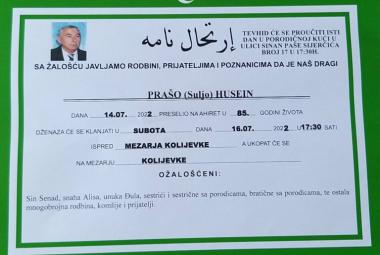 إرتحال نامه
TEVHID ĆE SE PROUČITI ISTI
DAN U PORODIČNOJ KUĆI U
ULICI SINAN PAŠE SIJERČIĆA
BROJ 17 U 17:30H.
SA ŽALOŠĆU JAVLJAMO RODBINI, PRIJATELJIMA I POZNANICIMA DA JE NAŠ DRAGI
PRAŠO (Suljo) HUSEIN
DANA 14.07. 2022 PRESELIO NA AHIRET U 85. GODINI ŽIVOTA
DŽENAZA ĆE SE KLANJATI U SUBOTA 16.07. 2022 U 17:30 SATI
ISPRED MEZARJA KOLIJEVKE A UKOPAT ĆE SE
NA MEZARJU KOLIJEVKE
OŽALOŠĆENI:
Sin Senad, snaha Alisa, unuka Đula, sestrići i sestrične sa porodicama, bratične sa porodicama, te ostala
mnogobrojna rodbina, komšije i prijatelji.